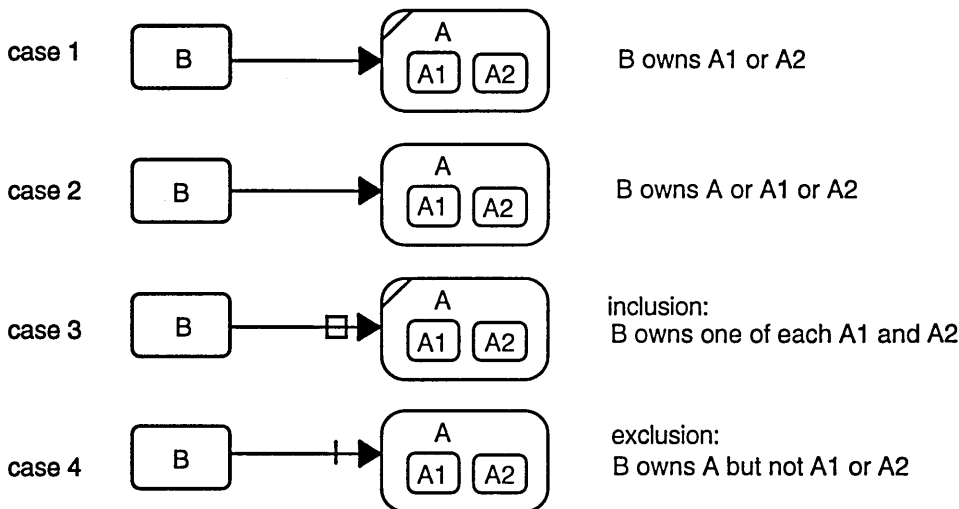 case 1
B
A
A1 A2
B owns A1 or A2
case 2
B
A
A1 A2
B owns A or A1 or A2
case 3
B
A
A1 A2
inclusion:
B owns one of each A1 and A2
case 4
B
A
A1 A2
exclusion:
B owns A but not A1 or A2